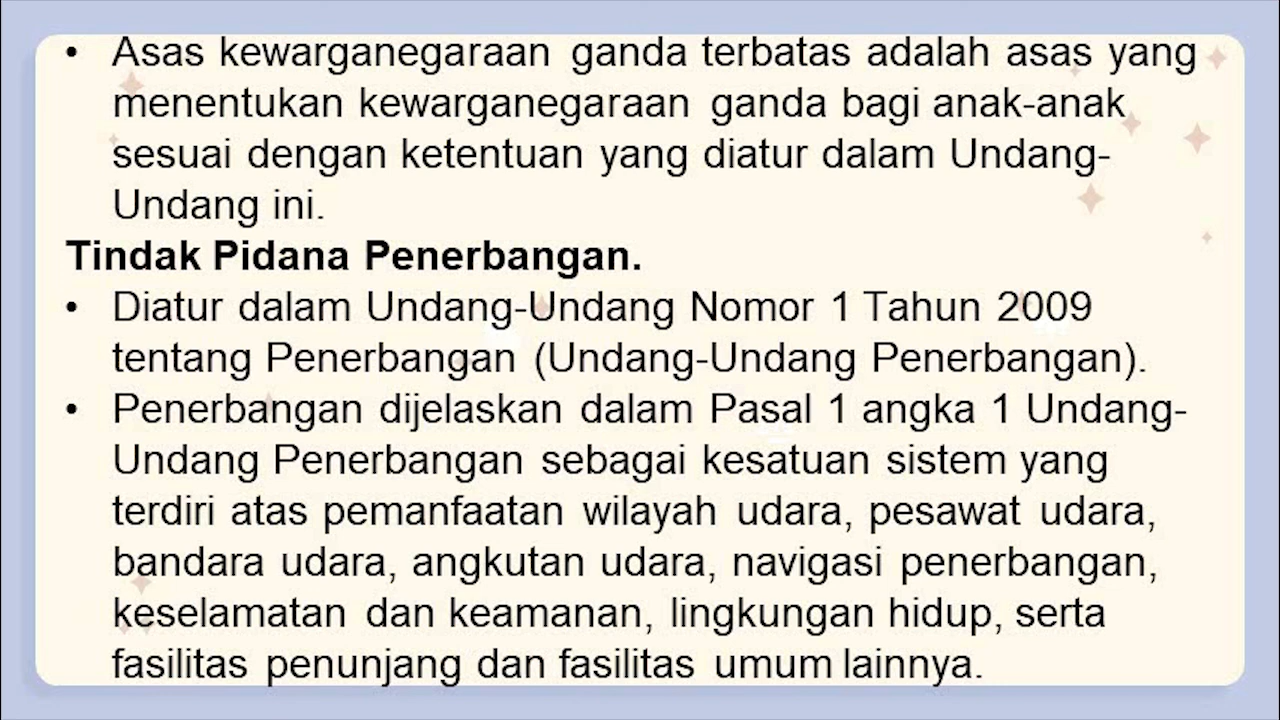 • Asas kewarganegaraan ganda terbatas adalah asas yang
menentukan kewarganegaraan ganda bagi anak-anak
sesuai dengan ketentuan yang diatur dalam Undang-
Undang ini.
Tindak Pidana Penerbangan.
• Diatur dalam Undang-Undang Nomor 1 Tahun 2009
tentang Penerbangan (Undang-Undang Penerbangan).
• Penerbangan dijelaskan dalam Pasal 1 angka 1 Undang-
Undang Penerbangan sebagai kesatuan sistem yang
terdiri atas pemanfaatan wilayah udara, pesawat udara,
bandara udara, angkutan udara, navigasi penerbangan,
keselamatan dan keamanan, lingkungan hidup, serta
fasilitas penunjang dan fasilitas umum lainnya.